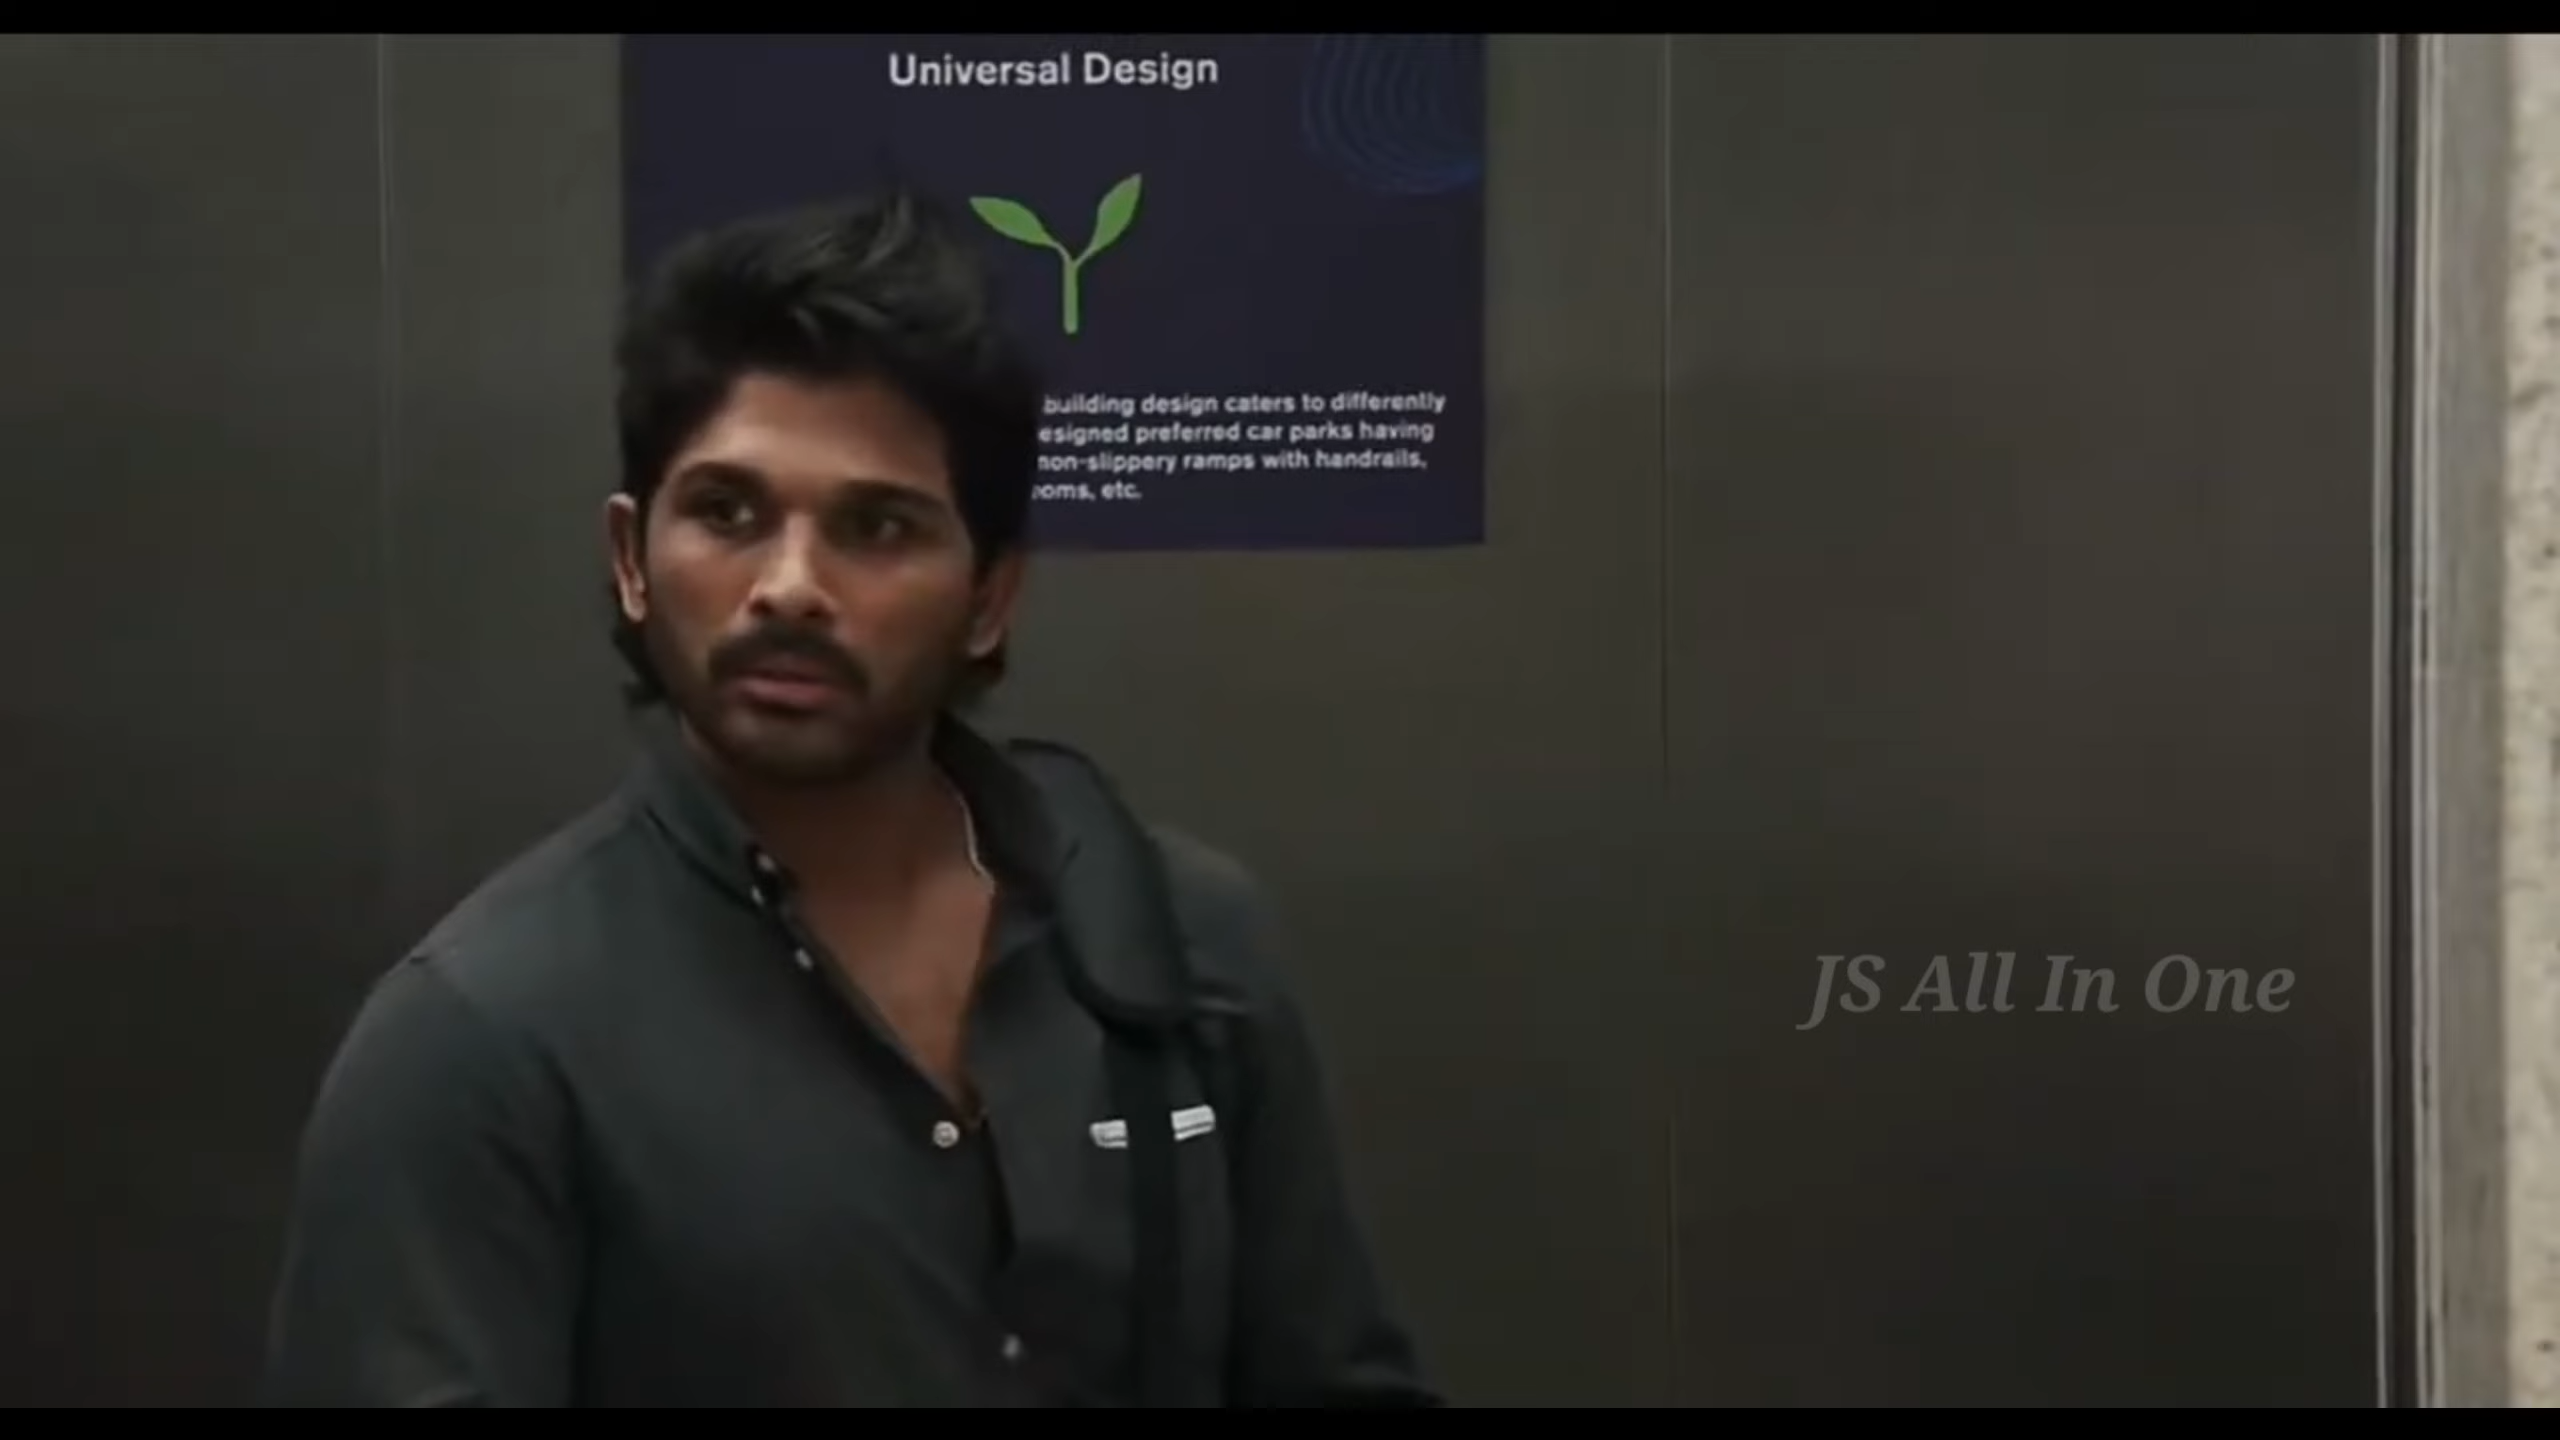 Universal Design
building design caters to differently
esigned preferred car parks having
non-slippery ramps with handrails,
ooms, etc.
JS All In One